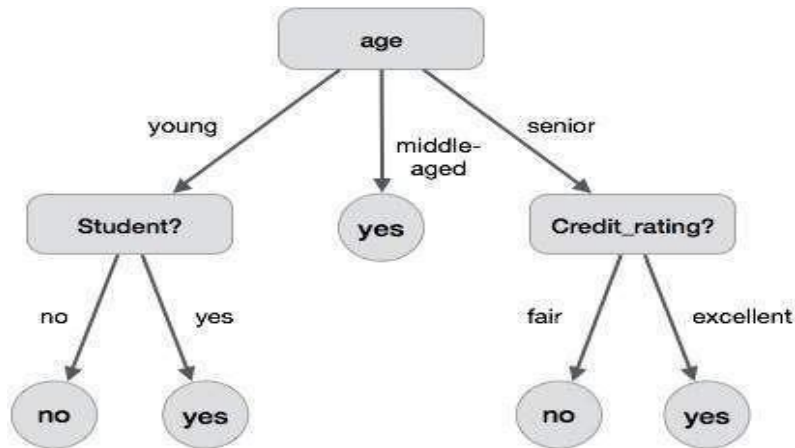 age
young
middle-
aged
senior
Student?
yes
Credit_rating?
no
yes
fair
excellent
no
yes
no
yes